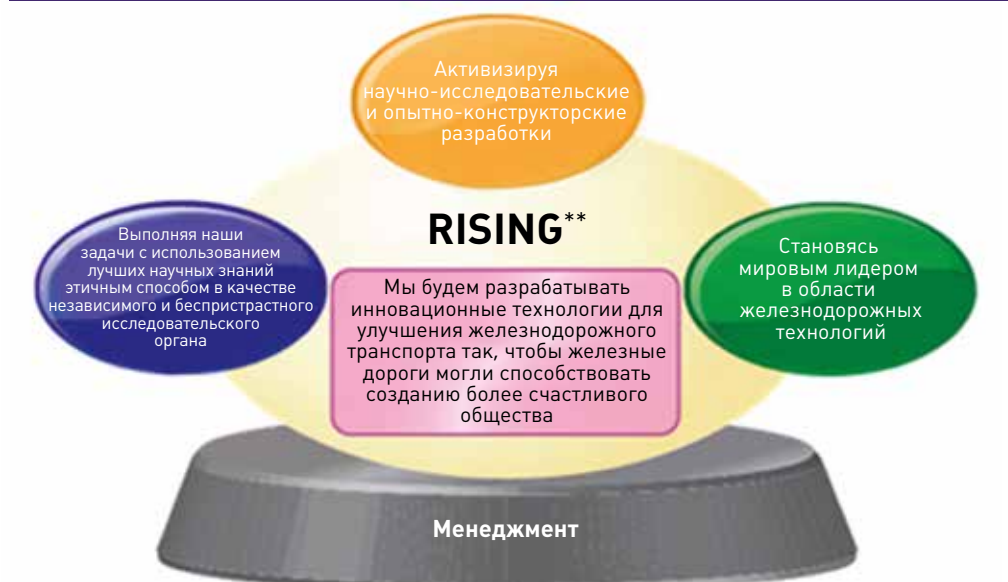 Активизируя
научно-исследовательские
и опытно-конструкторские
разработки
RISING**
Выполняя наши
задачи с использованием
лучших научных знаний
этичным способом в качестве
независимого и беспристрастного
исследовательского
органа
Мы будем разрабатывать
инновационные технологии для
улучшения железнодорожного
транспорта так, чтобы железные
дороги могли способствовать
созданию более счастливого
общества
Становясь
мировым лидером
в области
железнодорожных
технологий
Менеджмент